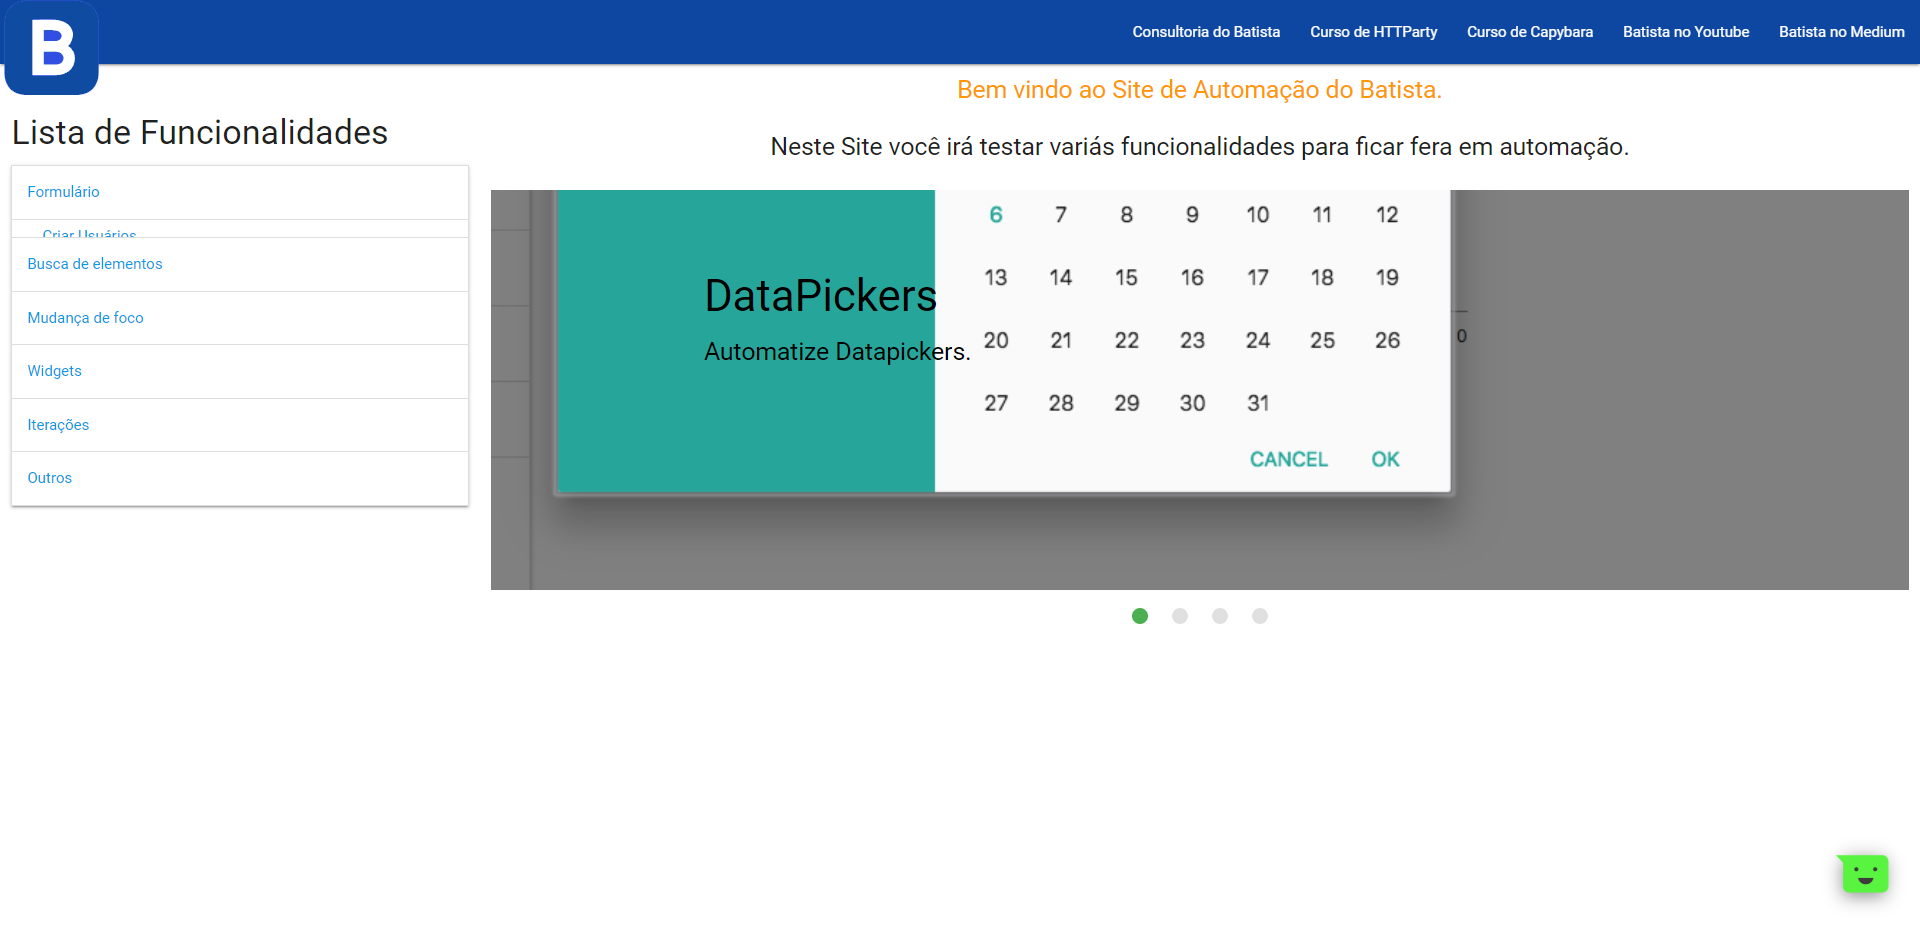 B
Consultoria do Batista
Curso de HTTParty
Curso de Capybara
Batista no Youtube
Batista no Medium
Bem vindo ao Site de Automação do Batista.
Neste Site você irá testar variás funcionalidades para ficar fera em automação.
Lista de Funcionalidades
Formulário
Criar Usuários
Busca de elementos
Mudança de foco
Widgets
Iterações
Outros
DataPickers
Automatize Datapickers.
6 7 8 9 10 11 12
13 14 15 16 17 18 19
20 21 22 23 24 25 26
27 28 29 30 31
CANCEL OK
0